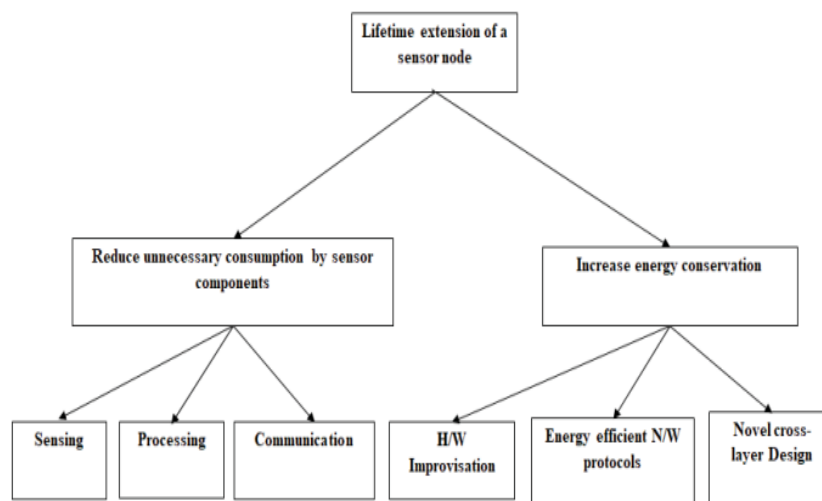 Lifetime extension of a
sensor node
Reduce unnecessary consumption by sensor
components
Increase energy conservation
Sensing
Processing
Communication
H/W
Improvisation
Energy efficient N/W
protocols
Novel cross-
layer Design